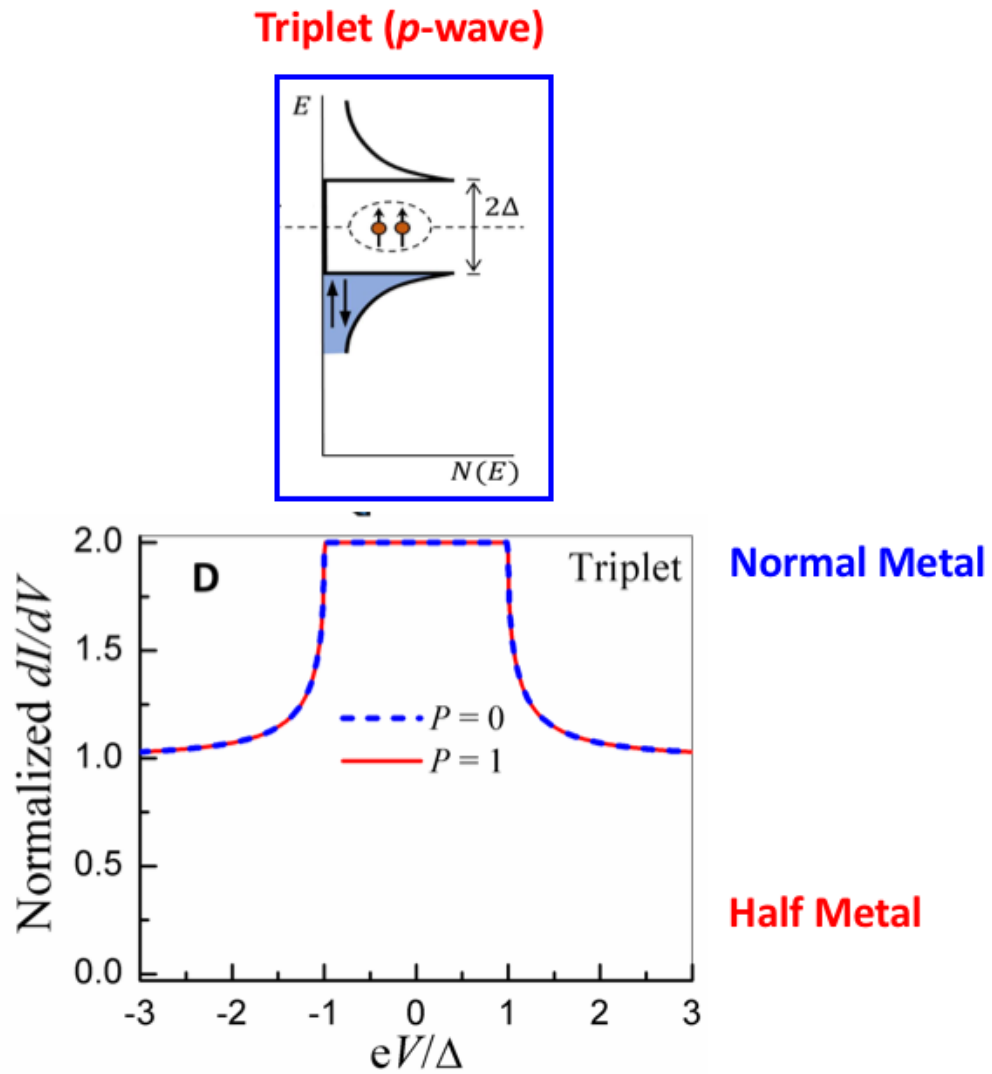 Triplet (p-wave)
E
2Δ
N(E)
2.0
D
Triplet
Normal Metal
1.5
P = 0
1.0
P = 1
0.5
Half Metal
0.0
Normalized dI/dV
-3 -2 -1 0 1 2 3
eV/Δ